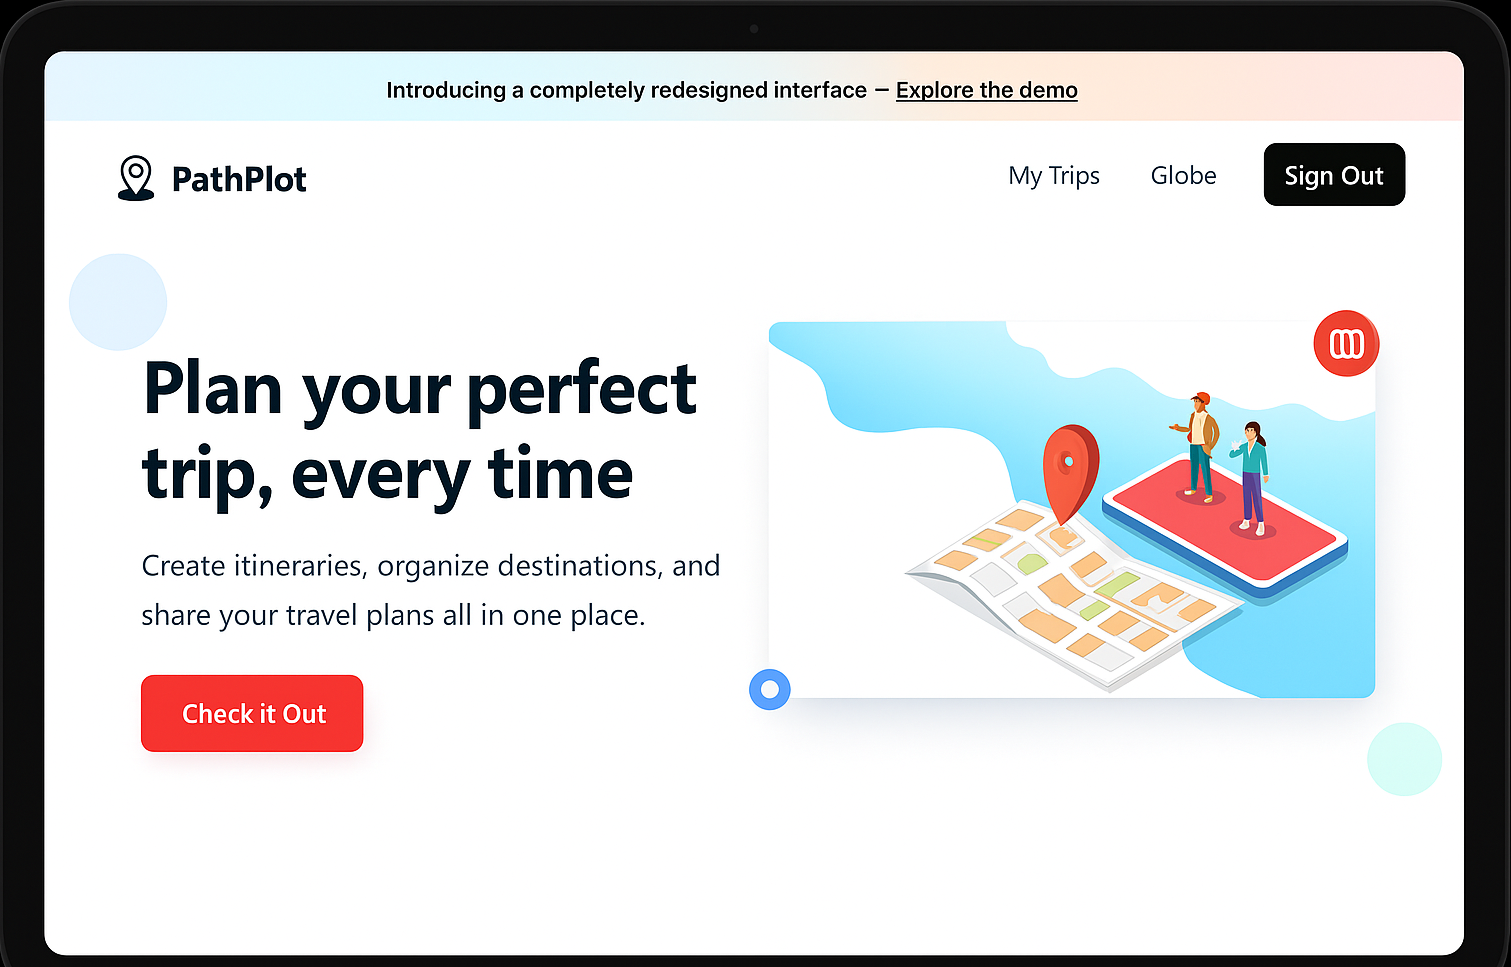 Introducing a completely redesigned interface – Explore the demo
PathPlot
My Trips
Globe
Sign Out
Plan your perfect
trip, every time
Create itineraries, organize destinations, and
share your travel plans all in one place.
Check it Out